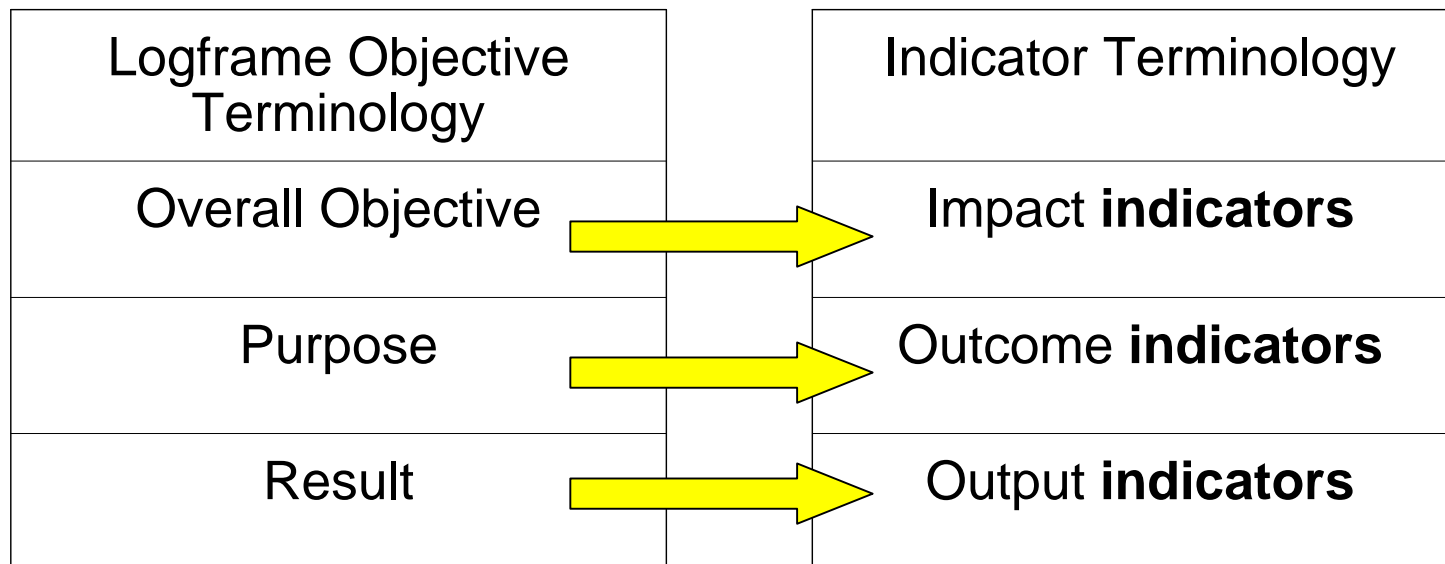 Logframe Objective
Terminology
Indicator Terminology
Overall Objective
Impact indicators
Purpose
Outcome indicators
Result
Output indicators